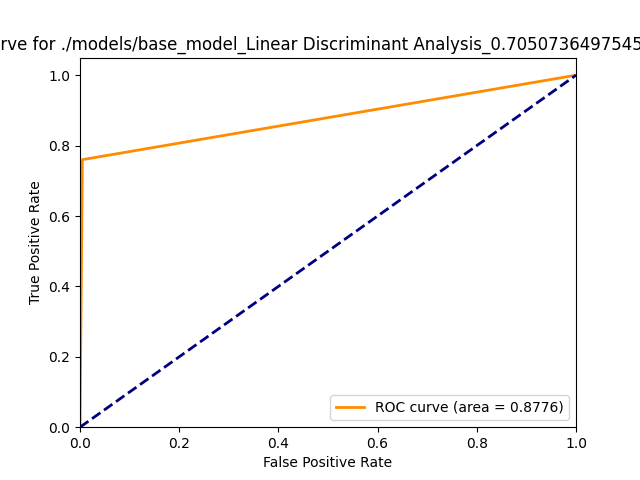 rve for ./models/base_model_Linear Discriminant Analysis_0.7050736497545
1.0
0.8
0.6
0.4
0.2
0.0
True Positive Rate
ROC curve (area = 0.8776)
0.0 0.2 0.4 0.6 0.8 1.0
False Positive Rate